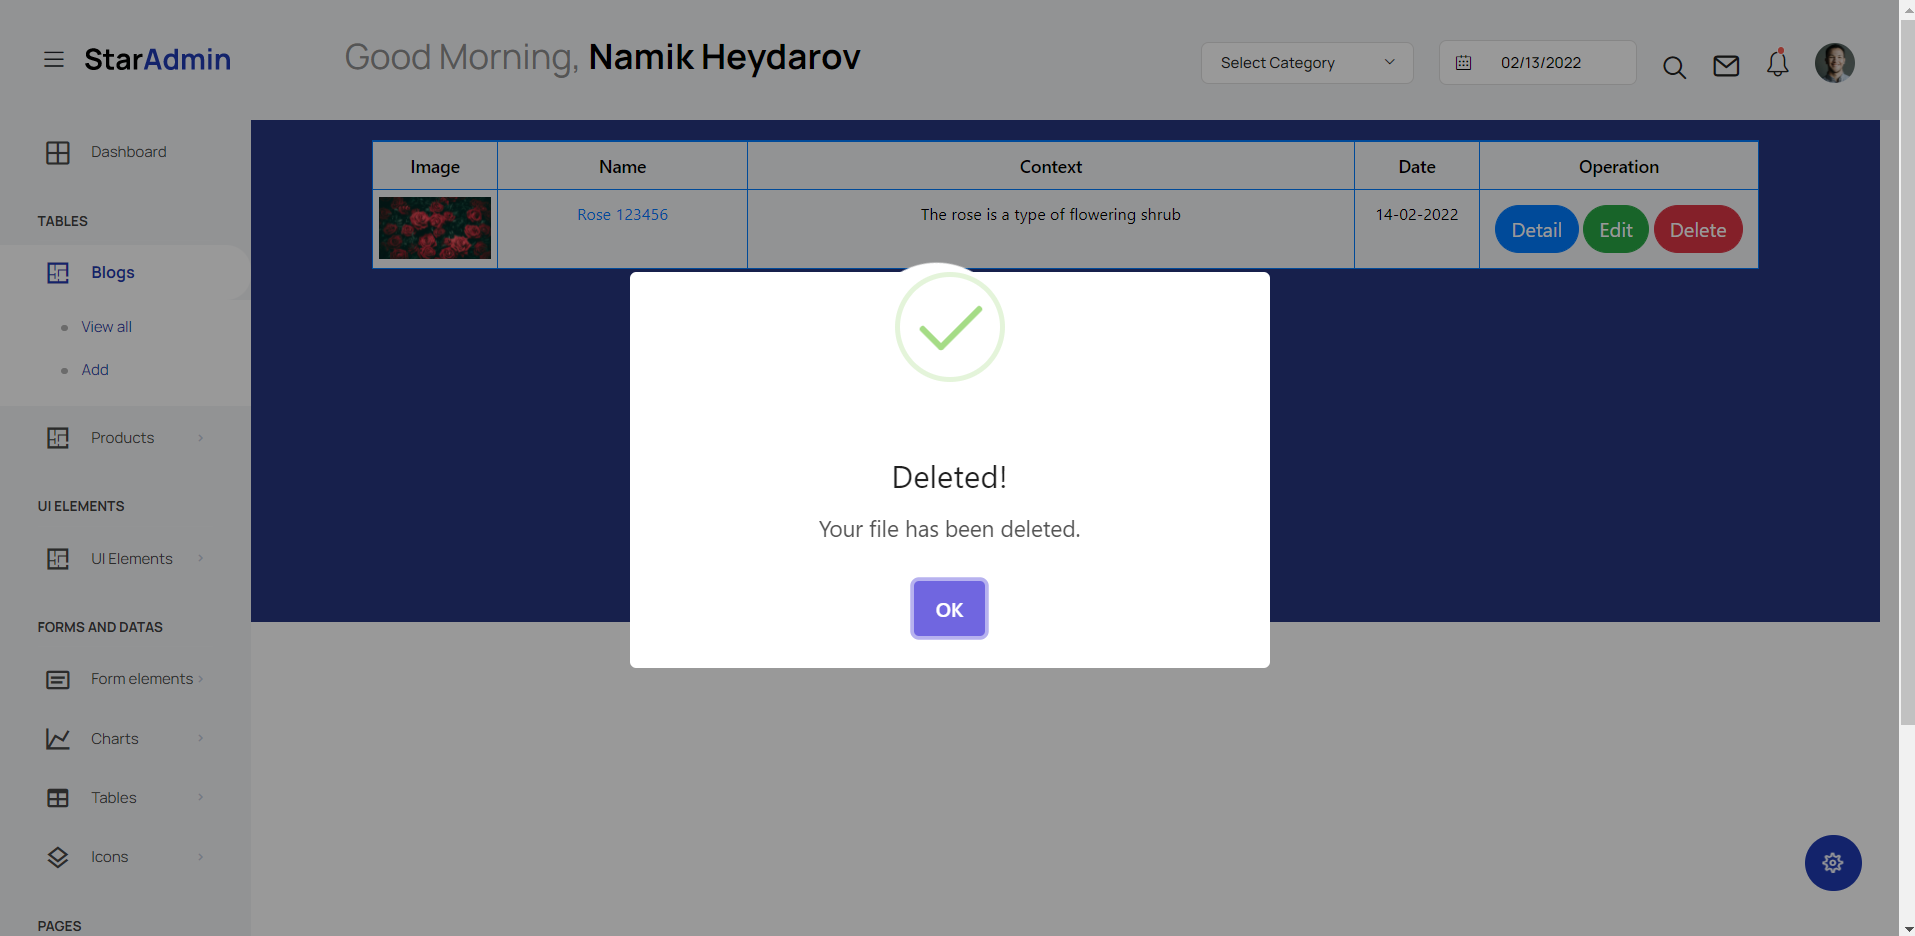 StarAdmin
Good Morning, Namik Heydarov
Select Category
02/13/2022
Dashboard
TABLES
Blogs
View all
Add
Products
UI ELEMENTS
UI Elements
FORMS AND DATAS
Form elements
Charts
Tables
Icons
PAGES
Image Name Context Date Operation
Rose 123456 The rose is a type of flowering shrub 14-02-2022 Detail Edit Delete
Deleted!
Your file has been deleted.
OK